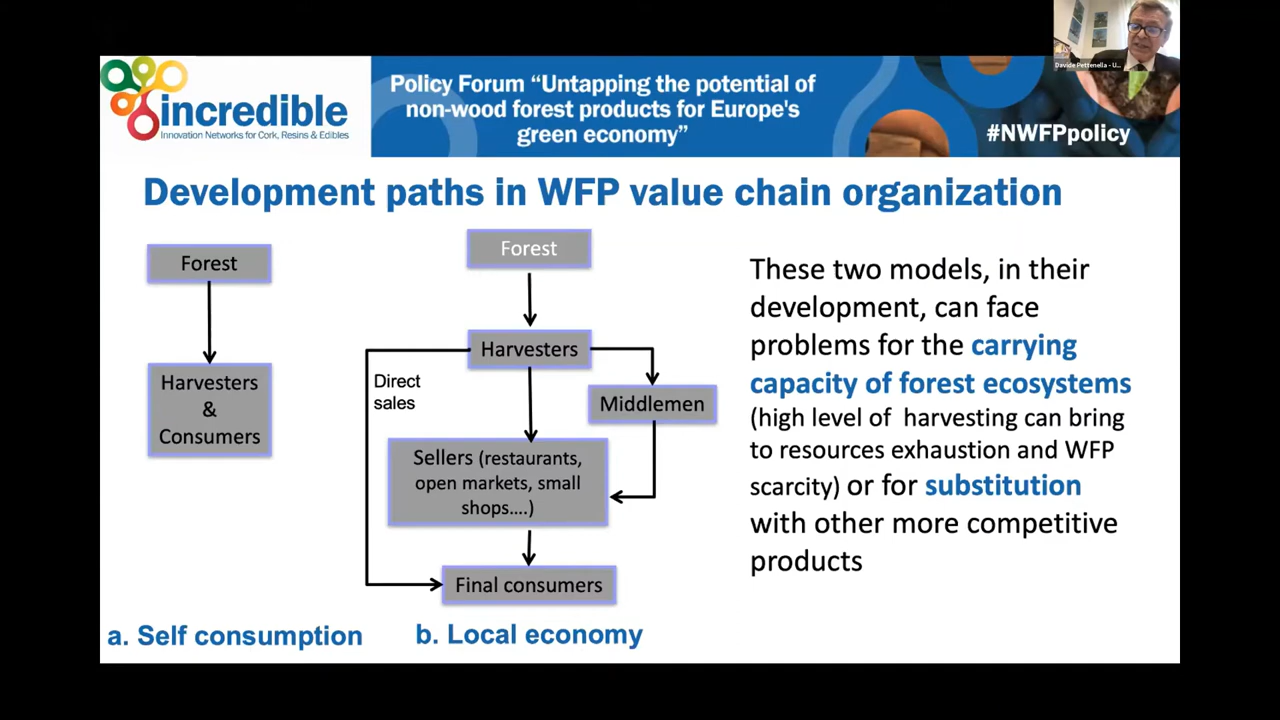 incredible
Innovation Networks for Cork, Resins & Edibles
Policy Forum “Untapping the potential of
non-wood forest products for Europe's
green economy”
#NWFPpolicy
Davide Pettenella - U...
Development paths in WFP value chain organization
Forest
Harvesters
&
Consumers
a. Self consumption
Forest
Harvesters
Direct
sales
Middlemen
Sellers (restaurants,
open markets, small
shops....)
Final consumers
b. Local economy
These two models, in their
development, can face
problems for the carrying
capacity of forest ecosystems
(high level of harvesting can bring
to resources exhaustion and WFP
scarcity) or for substitution
with other more competitive
products